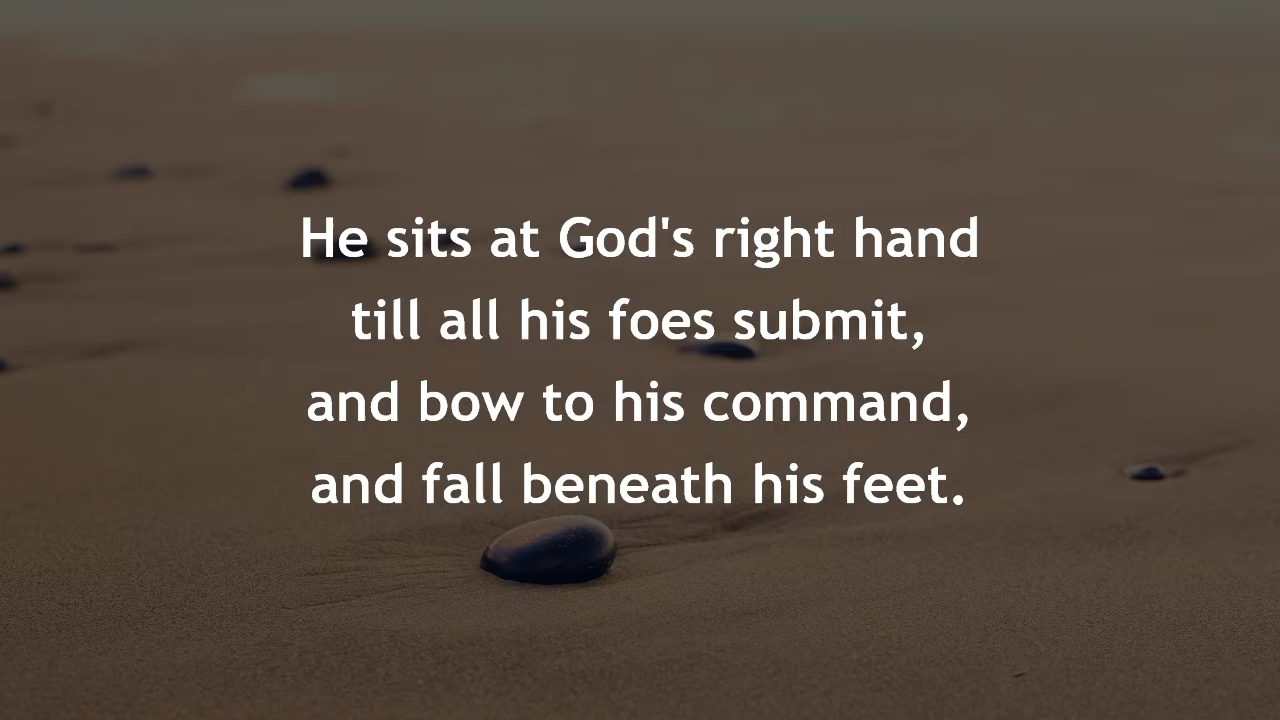 He sits at God's right hand
till all his foes submit,
and bow to his command,
and fall beneath his feet.